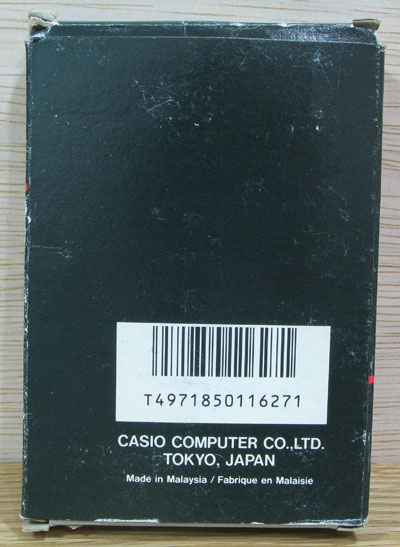 T4971850116271
CASIO COMPUTER CO.,LTD.
TOKYO, JAPAN
Made in Malaysia / Fabrique en Malaisie